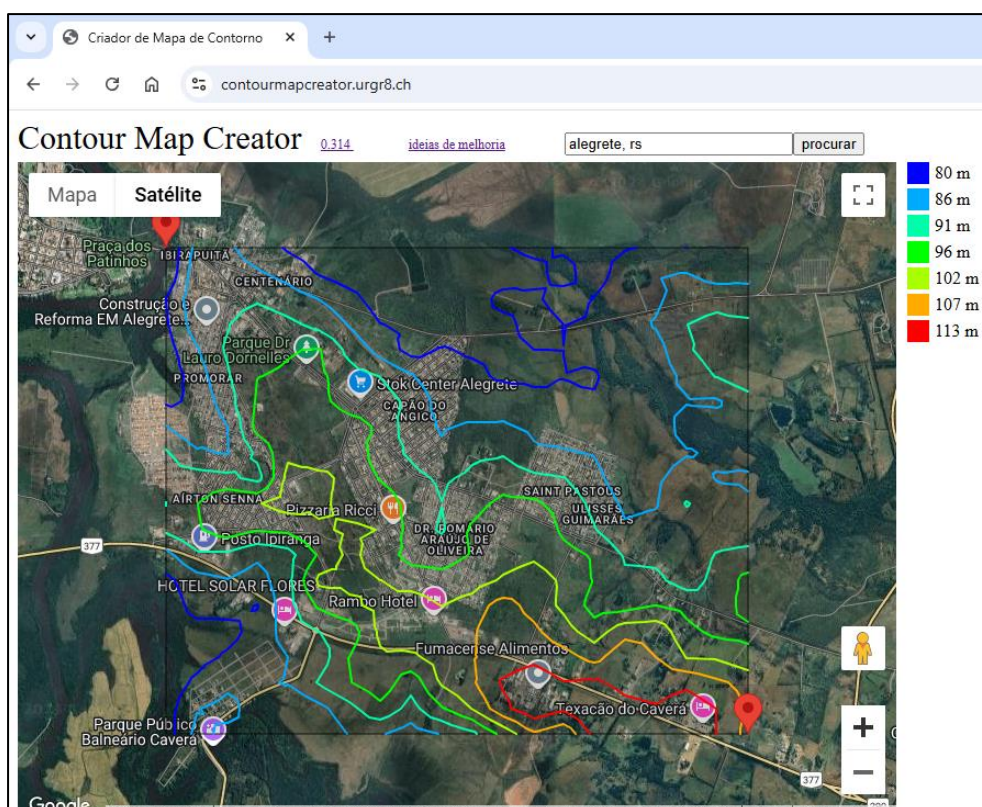 Criador de Mapa de Contorno
contourmapcreator.urgr8.ch
Contour Map Creator 0.314 ideias de melhoria alegrete, rs procurar
Mapa Satélite
80 m
86 m
91 m
96 m
102 m
107 m
113 m
Praça dos
Patinhos
IBIRAPUITÃ
CENTENÁRIO
Construção e
Reforma EM Alegrete...
Parque Dr
Lauro Dornelles
PROMORAR
Stok Center Alegrete
CAPÃO DO
ANGICO
AÍRTON SENNA
Pizzaria Ricci
SAINT PASTOUS
ULISSES
GUIMARÃES
DR. ROMÁRIO
ARAÚJO DE
OLIVEIRA
Posto Ipiranga
377
HOTEL SOLAR FLORES
Rambo Hotel
Fumacense Alimentos
Texacão do Caverá
Parque Público
Balneário Caverá
377
290
Google